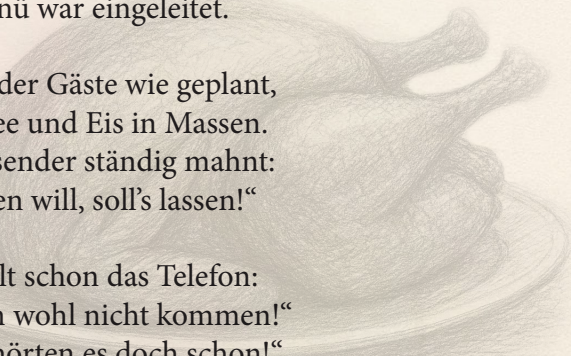 nü war eingeleitet.
der Gäste wie geplant,
ee und Eis in Massen.
sender ständig mahnt:
en will, soll’s lassen!“
lt schon das Telefon:
n wohl nicht kommen!“
hörten es doch schon!“